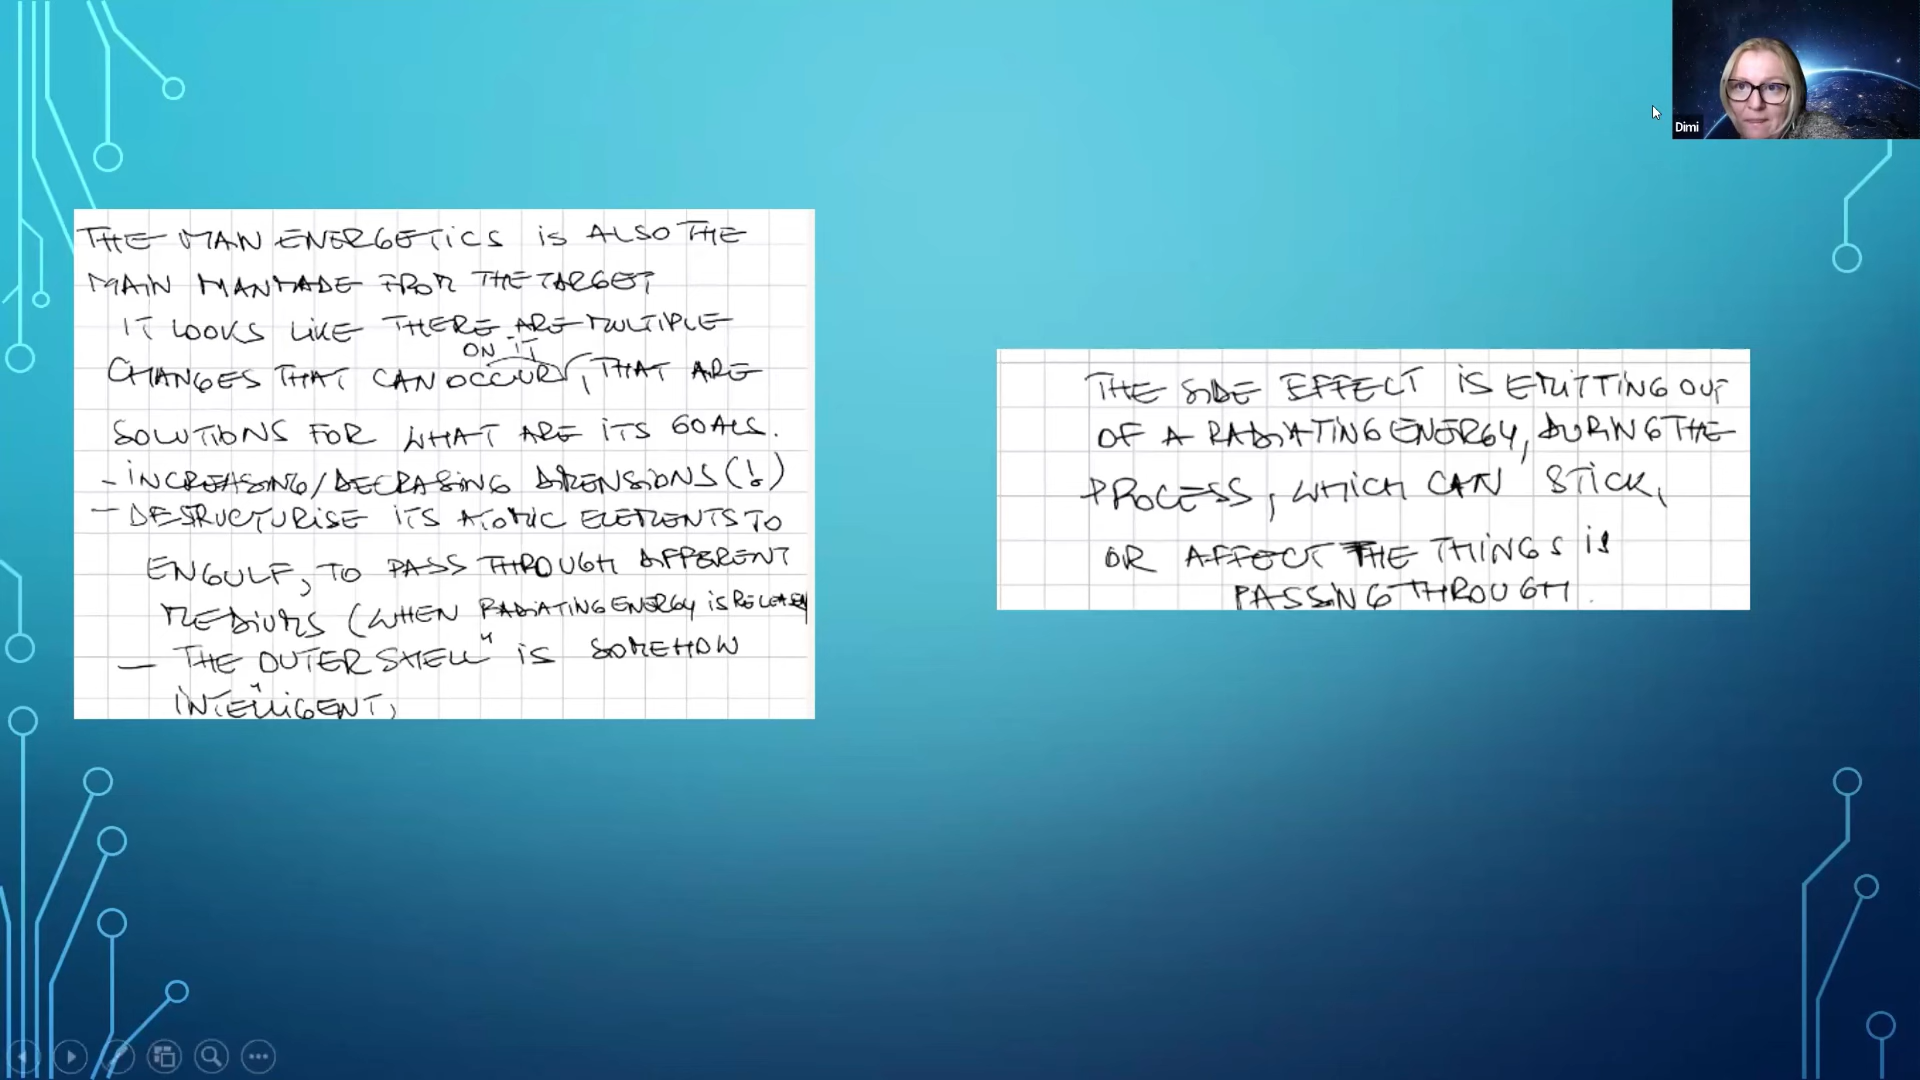 THE MAIN ENERGETICS IS ALSO THE
MAIN MANMADE FROM THE TARGET
IT LOOKS LIKE THERE ARE MULTIPLE
ON IT
CHANGES THAT CAN OCCUR, THAT ARE
SOLUTIONS FOR WHAT ARE ITS GOALS.
- INCREASING/DECRASING DIMENSIONS (!)
- DESTRUCTURISE ITS ATOMIC ELEMENTS TO
ENGULF, TO PASS THROUGH DIFFERENT
MEDIUMS (WHEN RADIATING ENERGY IS RELEASED
- THE "OUTER SHELL" IS SOMEHOW
INTELLIGENT,
THE SIDE EFFECT IS EMITTING OUT
OF A RADIATING ENERGY, DURING THE
PROCESS, WHICH CAN STICK,
OR AFFECT THE THINGS IS
PASSING THROUGH.
Dimi